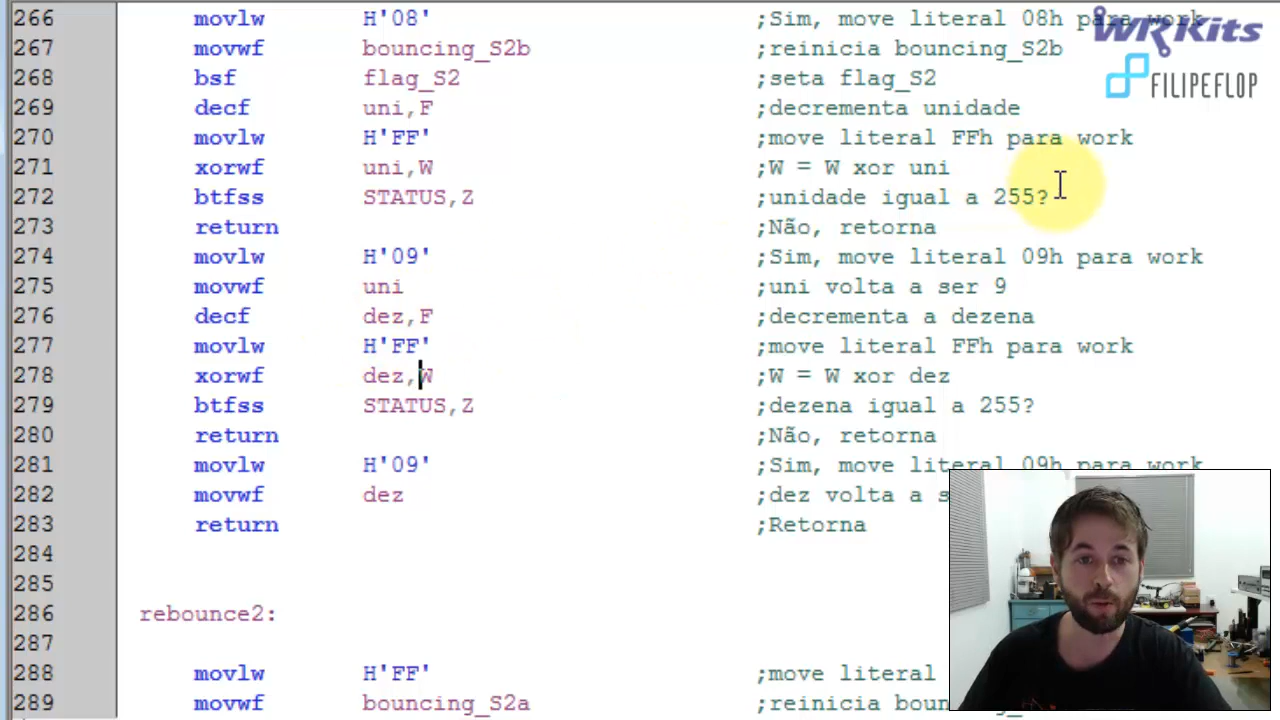 266 movlw H'08' ;Sim, move literal 08h para work
267 movwf bouncing_S2b ;reinicia bouncing_S2b
268 bsf flag_S2 ;seta flag_S2
269 decf uni,F ;decrementa unidade
270 movlw H'FF' ;move literal FFh para work
271 xorwf uni,W ;W = W xor uni
272 btfss STATUS,Z ;unidade igual a 255?
273 return ;Não, retorna
274 movlw H'09' ;Sim, move literal 09h para work
275 movwf uni ;uni volta a ser 9
276 decf dez,F ;decrementa a dezena
277 movlw H'FF' ;move literal FFh para work
278 xorwf dez,W ;W = W xor dez
279 btfss STATUS,Z ;dezena igual a 255?
280 return ;Não, retorna
281 movlw H'09' ;Sim, move literal 09h para work
282 movwf dez ;dez volta a
283 return ;Retorna
284
285
286 rebounce2:
287
288 movlw H'FF' ;move literal
289 movwf bouncing_S2a ;reinicia
WRKits
FILIPEFLOP